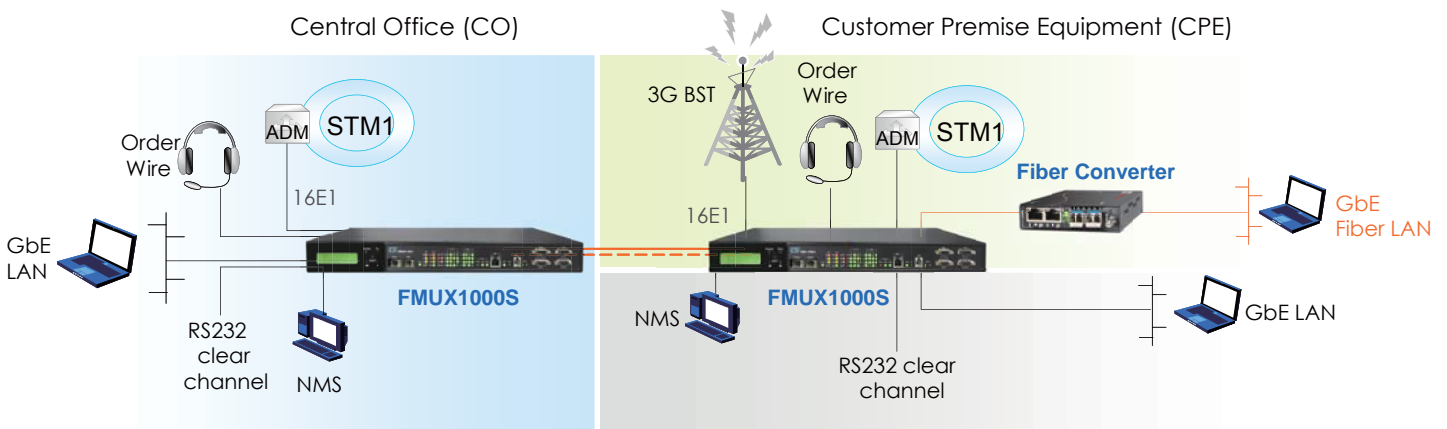 Central Office (CO)
Customer Premise Equipment (CPE)
Order
Wire
ADM
STM1
16E1
GbE
LAN
FMUX1000S
RS232
clear
channel
NMS
3G BST
Order
Wire
ADM
STM1
16E1
Fiber Converter
GbE
Fiber LAN
FMUX1000S
NMS
GbE LAN
RS232 clear
channel